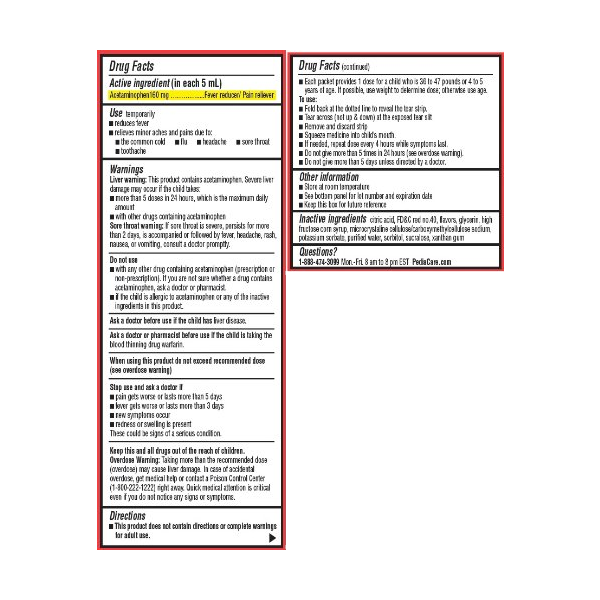 Drug Facts
Active ingredient (in each 5 mL)
Acetaminophen160 mg ..................Fever reducer/ Pain reliever
Use temporarily
■ reduces fever
■ relieves minor aches and pains due to:
■ the common cold ■ flu ■ headache ■ sore throat
■ toothache
Warnings
Liver warning: This product contains acetaminophen. Severe liver
damage may occur if the child takes:
■ more than 5 doses in 24 hours, which is the maximum daily
amount
■ with other drugs containing acetaminophen
Sore throat warning: If sore throat is severe, persists for more
than 2 days, is accompanied or followed by fever, headache, rash,
nausea, or vomiting, consult a doctor promptly.
Do not use
■ with any other drug containing acetaminophen (prescription or
non-prescription). If you are not sure whether a drug contains
acetaminophen, ask a doctor or pharmacist.
■ if the child is allergic to acetaminophen or any of the inactive
ingredients in this product.
Ask a doctor before use if the child has liver disease.
Ask a doctor or pharmacist before use if the child is taking the
blood thinning drug warfarin.
When using this product do not exceed recommended dose
(see overdose warning)
Stop use and ask a doctor if
■ pain gets worse or lasts more than 5 days
■ fever gets worse or lasts more than 3 days
■ new symptoms occur
■ redness or swelling is present
These could be signs of a serious condition.
Keep this and all drugs out of the reach of children.
Overdose Warning: Taking more than the recommended dose
(overdose) may cause liver damage. In case of accidental
overdose, get medical help or contact a Poison Control Center
(1-800-222-1222) right away. Quick medical attention is critical
even if you do not notice any signs or symptoms.
Directions
■ This product does not contain directions or complete warnings
for adult use.
Drug Facts (continued)
■ Each packet provides 1 dose for a child who is 36 to 47 pounds or 4 to 5
years of age. If possible, use weight to determine dose; otherwise use age.
To use:
■ Fold back at the dotted line to reveal the tear strip.
■ Tear across (not up & down) at the exposed tear slit
■ Remove and discard strip
■ Squeeze medicine into child's mouth.
■ If needed, repeat dose every 4 hours while symptoms last.
■ Do not give more than 5 times in 24 hours (see overdose warning).
■ Do not give more than 5 days unless directed by a doctor.
Other information
■ Store at room temperature
■ See bottom panel for lot number and expiration date
■ Keep this box for future reference
Inactive ingredients citric acid, FD&C red no.40, flavors, glycerin, high
fructose corn syrup, microcrystalline cellulose/carboxymethylcellulose sodium,
potassium sorbate, purified water, sorbitol, sucralose, xanthan gum
Questions?
1-888-474-3099 Mon.-Fri. 8 am to 8 pm EST PediaCare.com